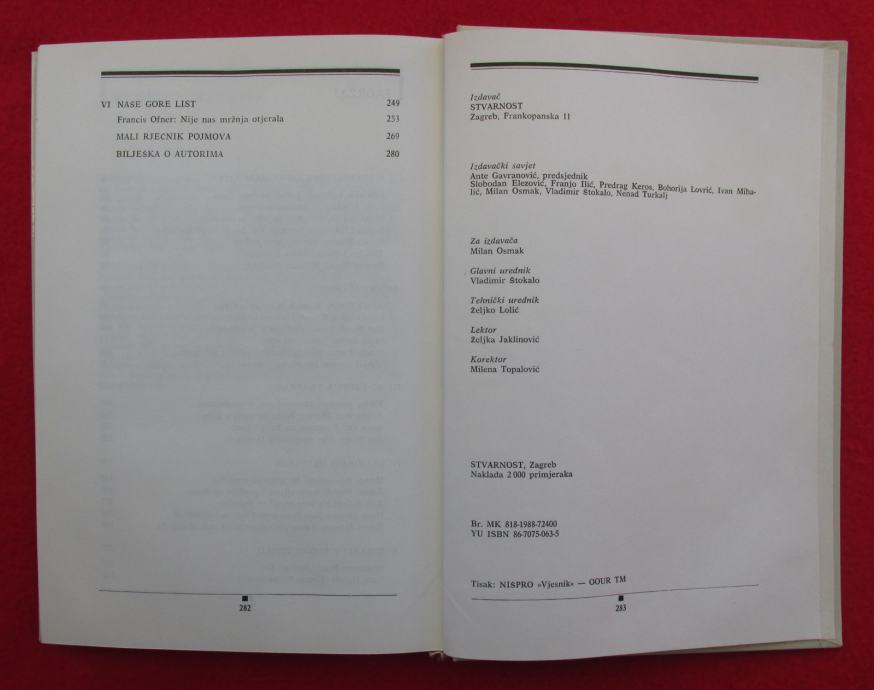 VI NAŠE GORE LIST 249
Francis Ofner: Nije nas mržnja otjerala 253
MALI RJEČNIK POJMOVA 269
BILJEŠKA O AUTORIMA 280
282
Izdavač
STVARNOST
Zagreb, Frankopanska 11
Izdavački savjet
Ante Gavranović, predsjednik
Slobodan Elezović, Franjo Ilić, Predrag Keros, Bohorija Lovrić, Ivan Miha-
lić, Milan Osmak, Vladimir Štokalo, Nenad Turkalj
Za izdavača
Milan Osmak
Glavni urednik
Vladimir Štokalo
Tehnički urednik
Željko Lolić
Lektor
Željka Jaklinović
Korektor
Milena Topalović
STVARNOST, Zagreb
Naklada 2 000 primjeraka
Br. MK 818-1988-72400
YU ISBN 86-7075-063-5
Tisak: NIŠPRO »Vjesnik« — OOUR TM
283